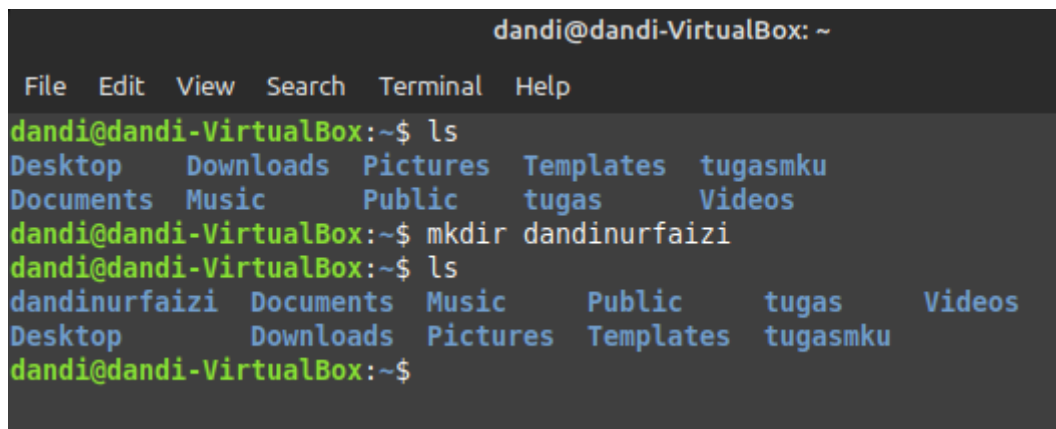 dandi@dandi-VirtualBox: ~
File Edit View Search Terminal Help
dandi@dandi-VirtualBox:~$ ls
Desktop Downloads Pictures Templates tugasmku
Documents Music Public tugas Videos
dandi@dandi-VirtualBox:~$ mkdir dandinurfaizi
dandi@dandi-VirtualBox:~$ ls
dandinurfaizi Documents Music Public tugas Videos
Desktop Downloads Pictures Templates tugasmku
dandi@dandi-VirtualBox:~$